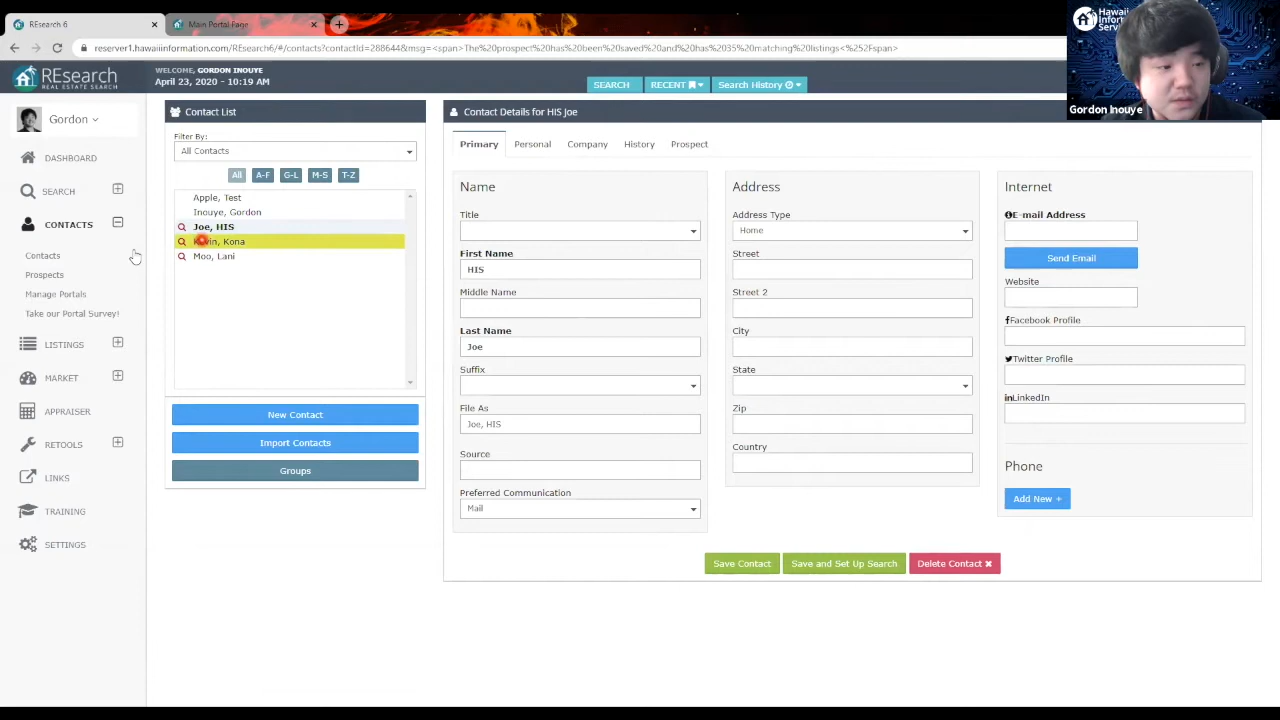 REsearch 6
Main Portal Page
reserver1.hawaiiinformation.com/REsearch6/#/contacts?contactId=288644&msg=<span>The%20prospect%20has%20been%20saved%20and%20has%2035%20matching%20listings<%252Fspan>
REsearch
REAL ESTATE SEARCH
WELCOME, GORDON INOUYE
April 23, 2020 - 10:19 AM
SEARCH
RECENT
Search History
Hawaii
Infor
Servi
Gordon Inouye
Gordon
DASHBOARD
SEARCH
CONTACTS
Contacts
Prospects
Manage Portals
Take our Portal Survey!
LISTINGS
MARKET
APPRAISER
RETOOLS
LINKS
TRAINING
SETTINGS
Contact List
Filter By:
All Contacts
All
A-F
G-L
M-S
T-Z
Apple, Test
Inouye, Gordon
Joe, HIS
Kevin, Kona
Moo, Lani
New Contact
Import Contacts
Groups
Contact Details for HIS Joe
Primary
Personal
Company
History
Prospect
Name
Title
First Name
HIS
Middle Name
Last Name
Joe
Suffix
File As
Joe, HIS
Source
Preferred Communication
Mail
Address
Address Type
Home
Street
Street 2
City
State
Zip
Country
Internet
E-mail Address
Send Email
Website
Facebook Profile
Twitter Profile
LinkedIn
Phone
Add New +
Save Contact
Save and Set Up Search
Delete Contact ✖